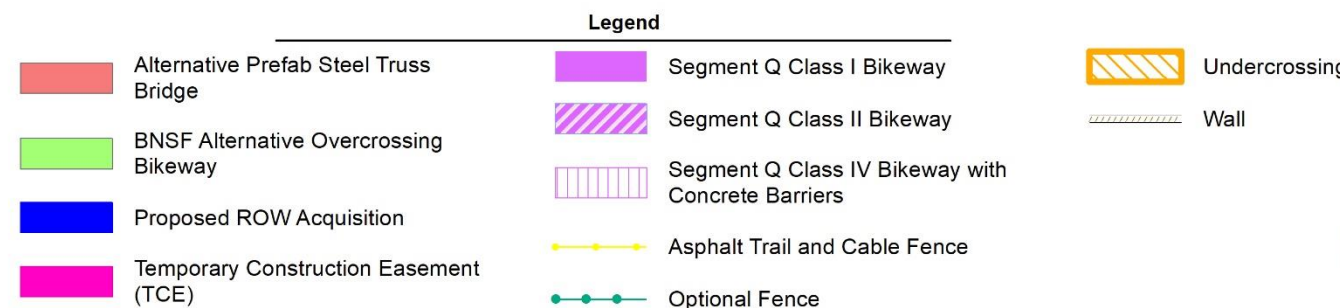 Legend
Alternative Prefab Steel Truss
Bridge
BNSF Alternative Overcrossing
Bikeway
Proposed ROW Acquisition
Temporary Construction Easement
(TCE)
Segment Q Class I Bikeway
Segment Q Class II Bikeway
Segment Q Class IV Bikeway with
Concrete Barriers
Asphalt Trail and Cable Fence
Optional Fence
Undercrossing
Wall